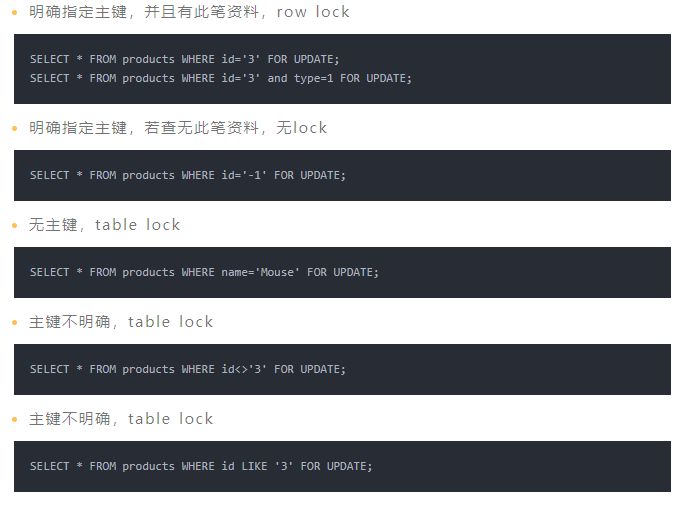 明确指定主键，并且有此笔资料，row lock
SELECT * FROM products WHERE id='3' FOR UPDATE;
SELECT * FROM products WHERE id='3' and type=1 FOR UPDATE;
明确指定主键，若查无此笔资料，无lock
SELECT * FROM products WHERE id='-1' FOR UPDATE;
无主键，table lock
SELECT * FROM products WHERE name='Mouse' FOR UPDATE;
主键不明确，table lock
SELECT * FROM products WHERE id<>'3' FOR UPDATE;
主键不明确，table lock
SELECT * FROM products WHERE id LIKE '3' FOR UPDATE;